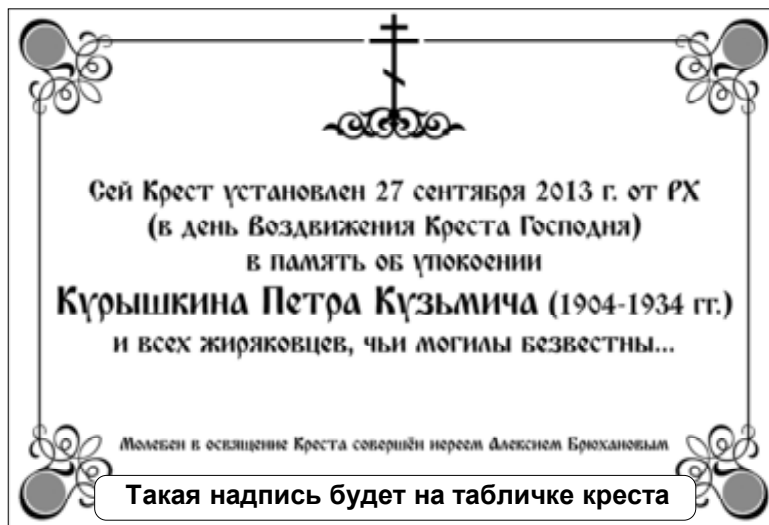 Сей Крест установлен 27 сентября 2013 г. от РХ
(в день Воздвижения Креста Господня)
в память об упокоении
Курышкина Петра Кузьмича (1904-1934 гг.)
и всех жиряковцев, чьи могилы безвестны...
Молебен в освящение Креста совершён иереем Алексием Брюхановым
Такая надпись будет на табличке креста